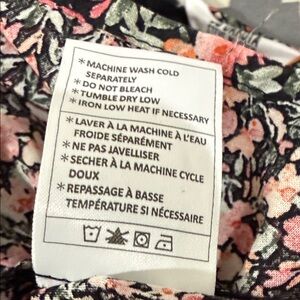 *MACHINE WASH COLD
SEPARATELY
*DO NOT BLEACH
*TUMBLE DRY LOW
*IRON LOW HEAT IF NECESSARY
*LAVER À LA MACHINE À L'EAU
FROIDE SÉPARÉMENT
*NE PAS JAVELLISER
*SECHER À LA MACHINE CYCLE
DOUX
*REPASSAGE À BASSE
TEMPÉRATURE SI NÉCESSAIRE